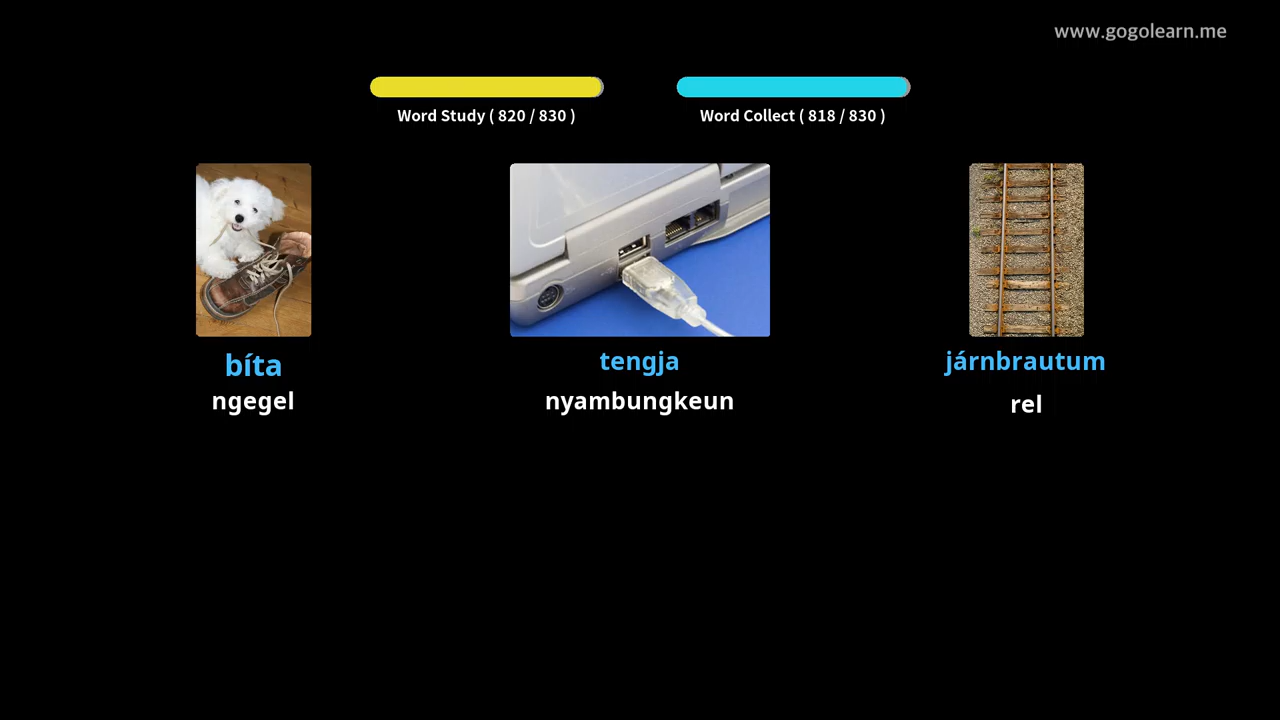 www.gogolearn.me
Word Study ( 820 / 830 )
Word Collect ( 818 / 830 )
bíta
tengja
járnbrautum
ngegel
nyambungkeun
rel